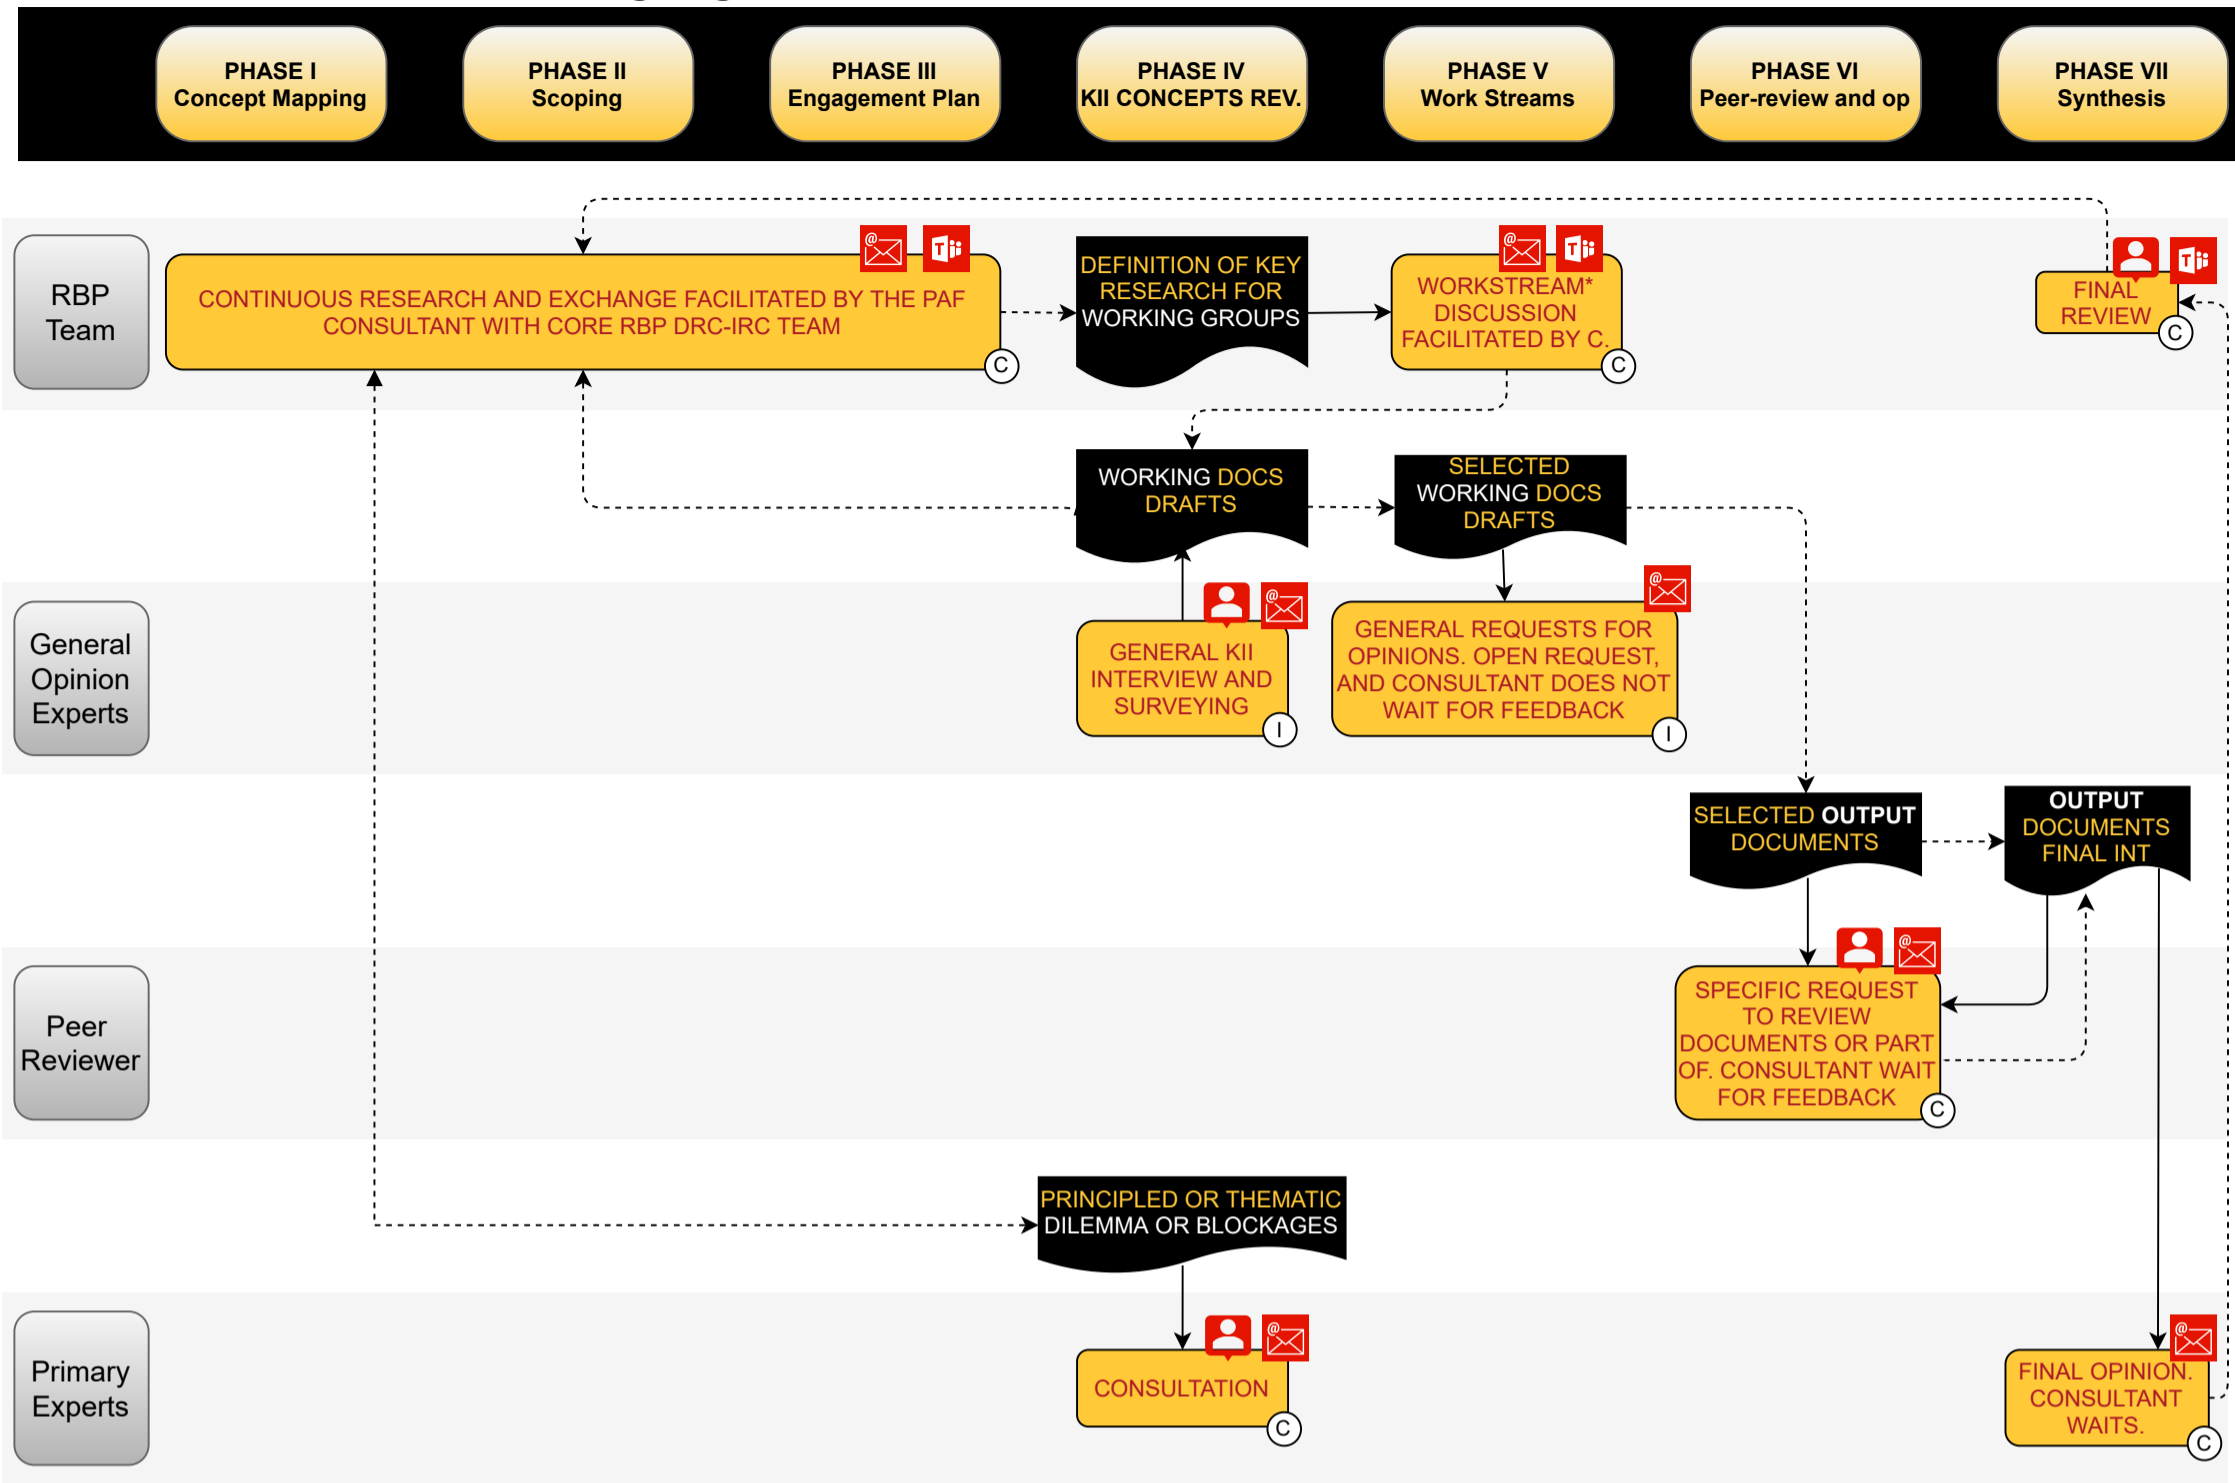 PHASE I
Concept Mapping
PHASE II
Scoping
PHASE III
Engagement Plan
PHASE IV
KII CONCEPTS REV.
PHASE V
Work Streams
PHASE VI
Peer-review and op
PHASE VII
Synthesis
RBP
Team
CONTINUOUS RESEARCH AND EXCHANGE FACILITATED BY THE PAF
CONSULTANT WITH CORE RBP DRC-IRC TEAM
C
DEFINITION OF KEY
RESEARCH FOR
WORKING GROUPS
WORKSTREAM*
DISCUSSION
FACILITATED BY C.
C
FINAL
REVIEW
C
WORKING DOCS
DRAFTS
SELECTED
WORKING DOCS
DRAFTS
General
Opinion
Experts
GENERAL KII
INTERVIEW AND
SURVEYING
I
GENERAL REQUESTS FOR
OPINIONS. OPEN REQUEST,
AND CONSULTANT DOES NOT
WAIT FOR FEEDBACK
I
SELECTED OUTPUT
DOCUMENTS
OUTPUT
DOCUMENTS
FINAL INT
Peer
Reviewer
SPECIFIC REQUEST
TO REVIEW
DOCUMENTS OR PART
OF. CONSULTANT WAIT
FOR FEEDBACK
C
PRINCIPLED OR THEMATIC
DILEMMA OR BLOCKAGES
Primary
Experts
CONSULTATION
C
FINAL OPINION.
CONSULTANT
WAITS.
C